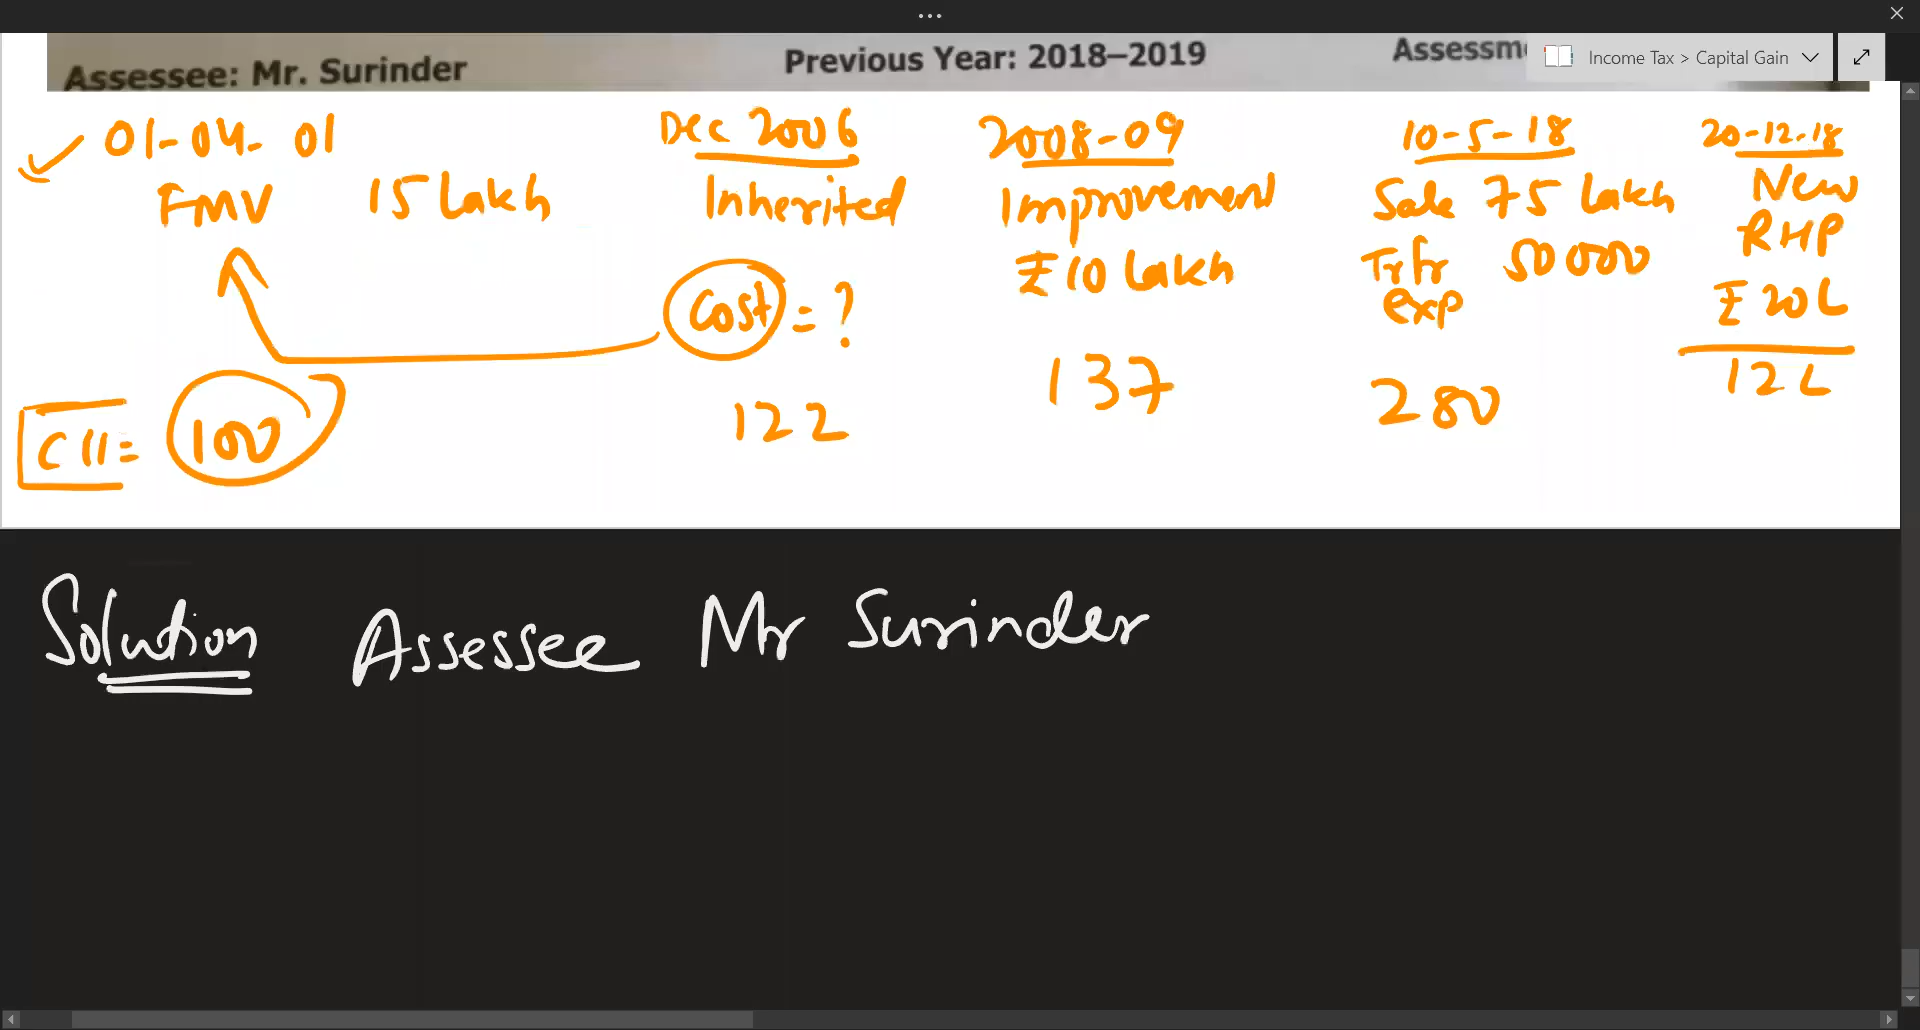 Assessee: Mr. Surinder Previous Year: 2018–2019 Assessm
Income Tax > Capital Gain
01-04-01 Dec 2006 2008-09 10-5-18 20-12-18
FMV 15 Lakh Inherited Improvement Sale 75 Lakh New
RHP
₹10 Lakh Trfr 50000
exp
Cost = ? ₹ 20L
CII = 100 122 137 280 12L
Solution Assessee Mr Surinder